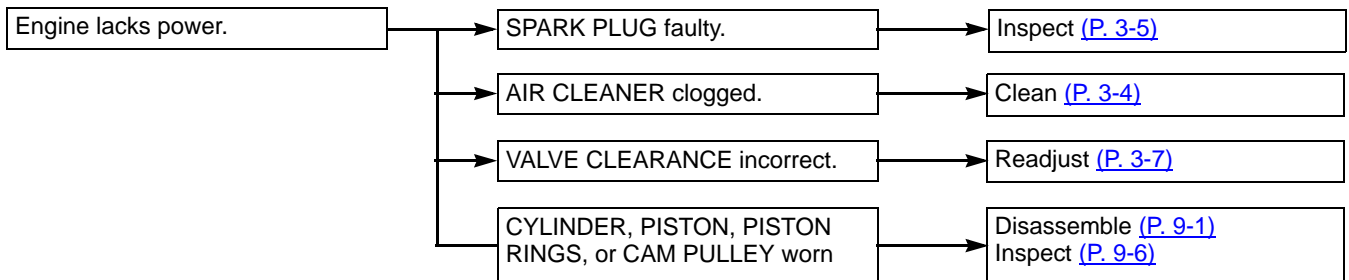 Engine lacks power.
SPARK PLUG faulty.
Inspect (P. 3-5)
AIR CLEANER clogged.
Clean (P. 3-4)
VALVE CLEARANCE incorrect.
Readjust (P. 3-7)
CYLINDER, PISTON, PISTON
RINGS, or CAM PULLEY worn
Disassemble (P. 9-1)
Inspect (P. 9-6)